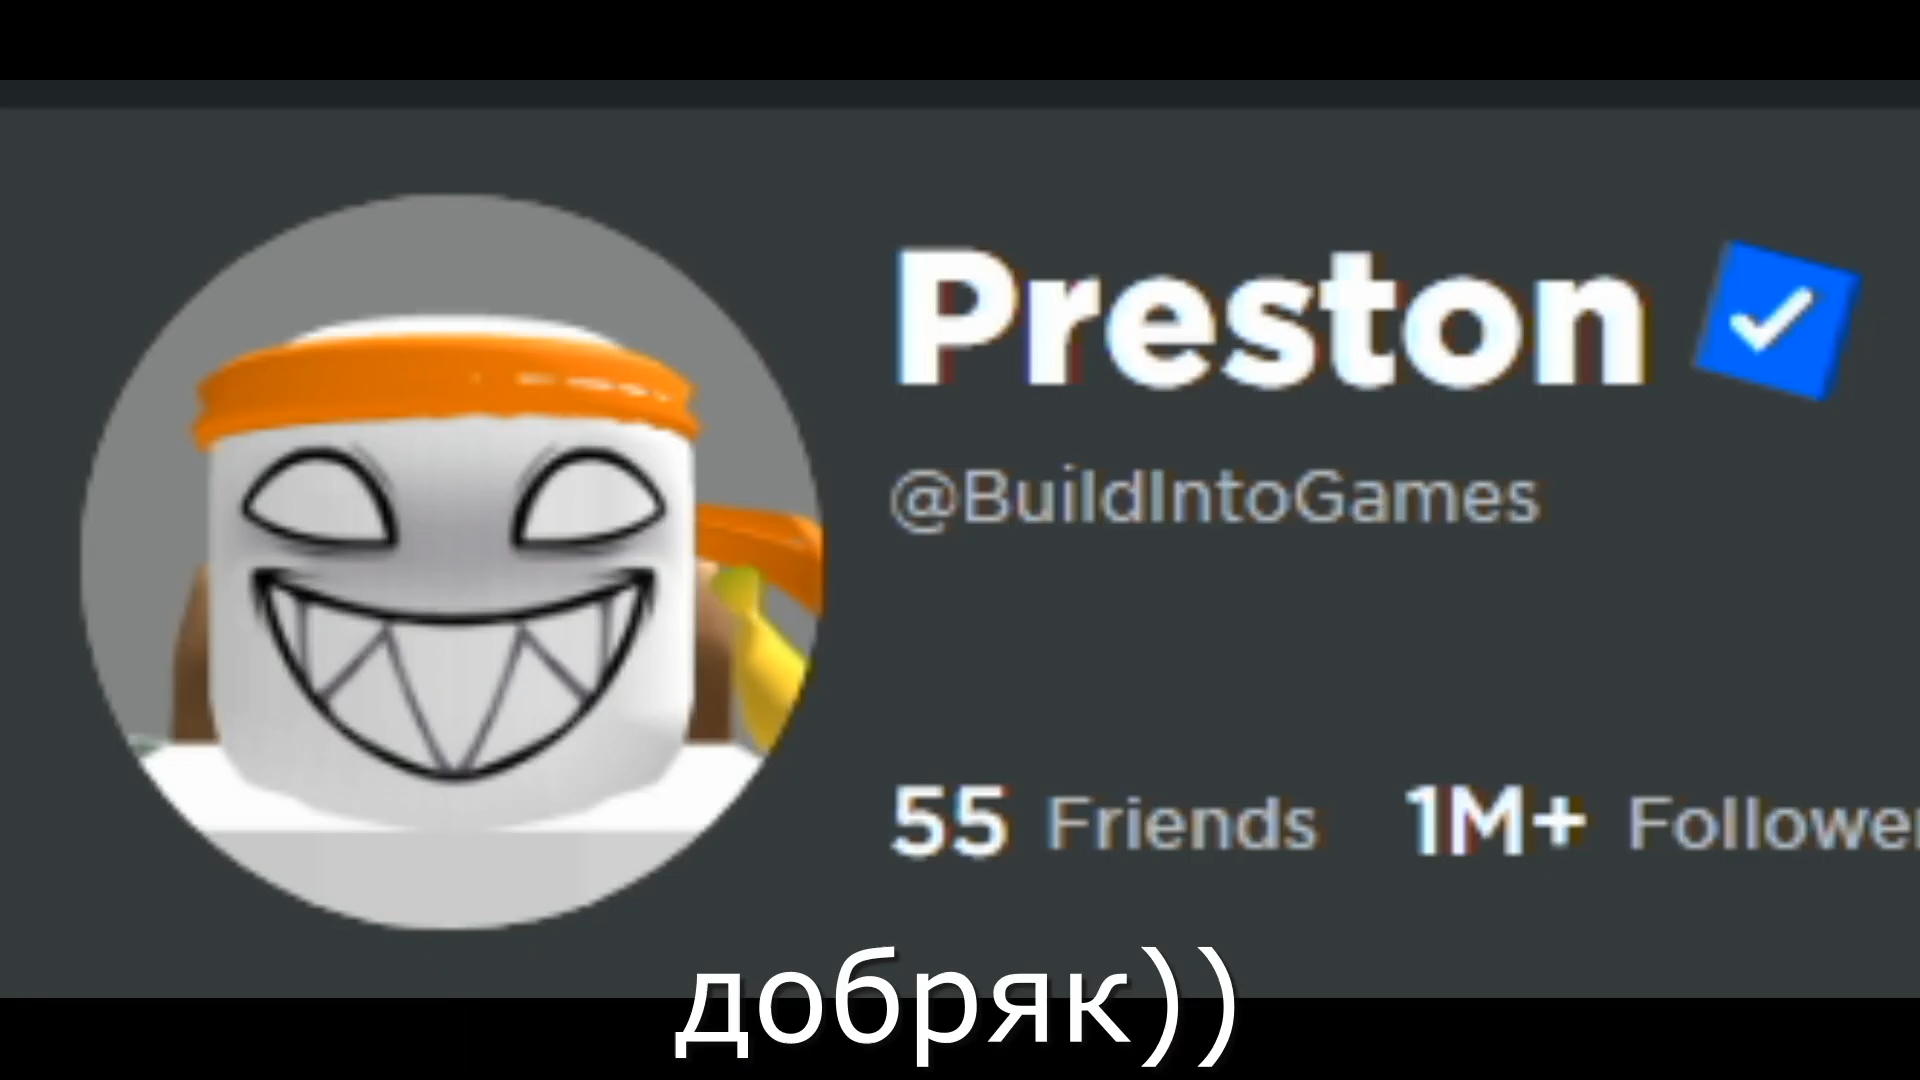 Preston
@BuildIntoGames
55 Friends 1M+ Follower
добряк))